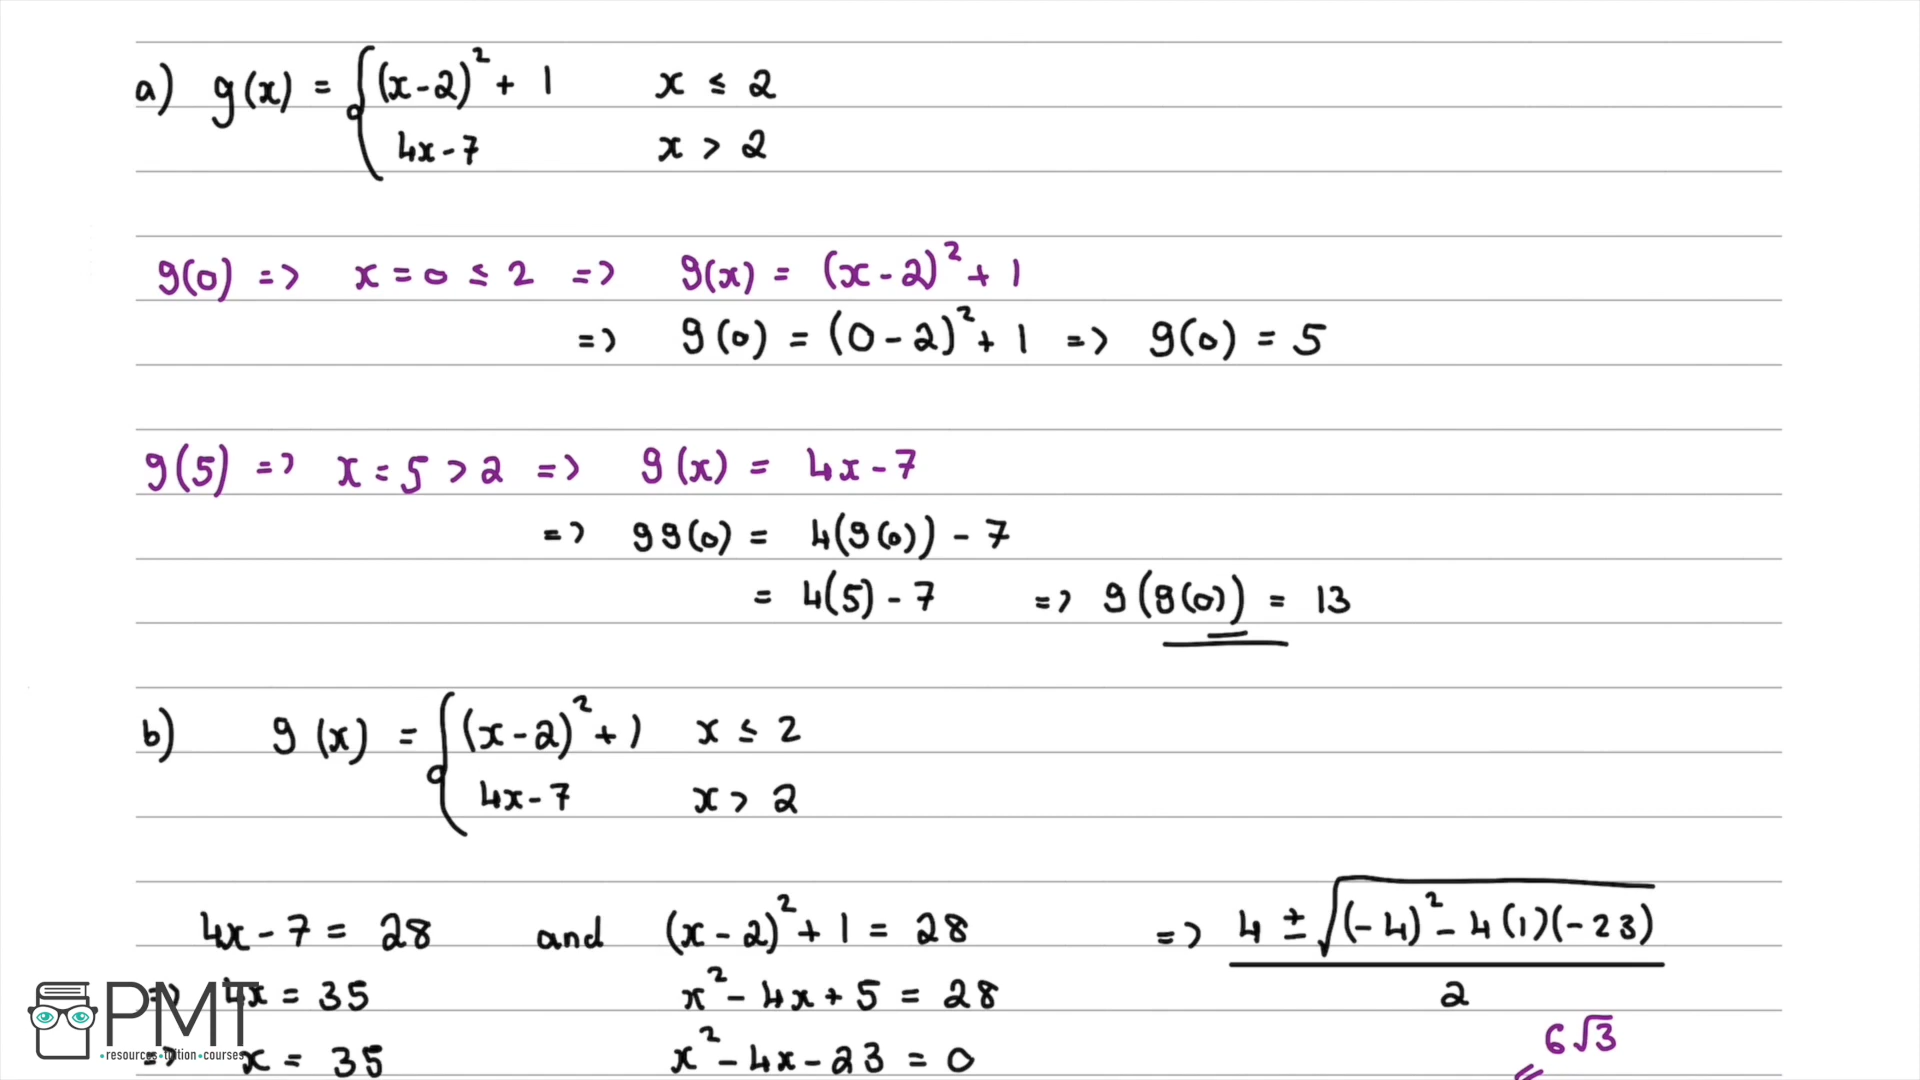 a) g(x) = { (x-2)² + 1 x ≤ 2
4x-7 x > 2
g(0) => x = 0 ≤ 2 => g(x) = (x-2)² + 1
=> g(0) = (0-2)² + 1 => g(0) = 5
g(5) => x = 5 > 2 => g(x) = 4x-7
=> gg(0) = 4(g(0)) - 7
= 4(5) - 7 => g(g(0)) = 13
b) g(x) = { (x-2)² + 1 x ≤ 2
4x-7 x > 2
4x - 7 = 28 and (x-2)² + 1 = 28 => 4 ± √(-4)² - 4(1)(-23)
2
=> 4x = 35 x² - 4x + 5 = 28
6√3
=> x = 35 x² - 4x - 23 = 0 =
PMT
resources • tuition • courses